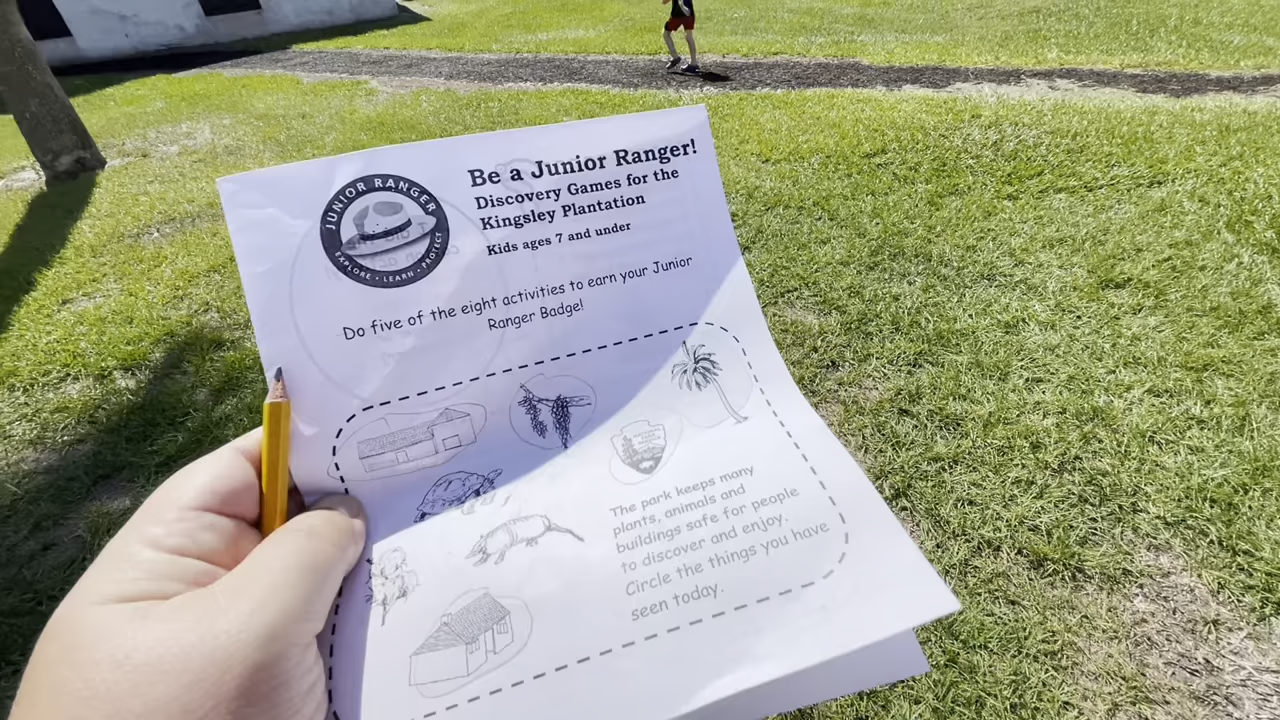 JUNIOR RANGER
EXPLORE • LEARN • PROTECT
Be a Junior Ranger!
Discovery Games for the
Kingsley Plantation
Kids ages 7 and under
Do five of the eight activities to earn your Junior
Ranger Badge!
The park keeps many
plants, animals and
buildings safe for people
to discover and enjoy.
Circle the things you have
seen today.